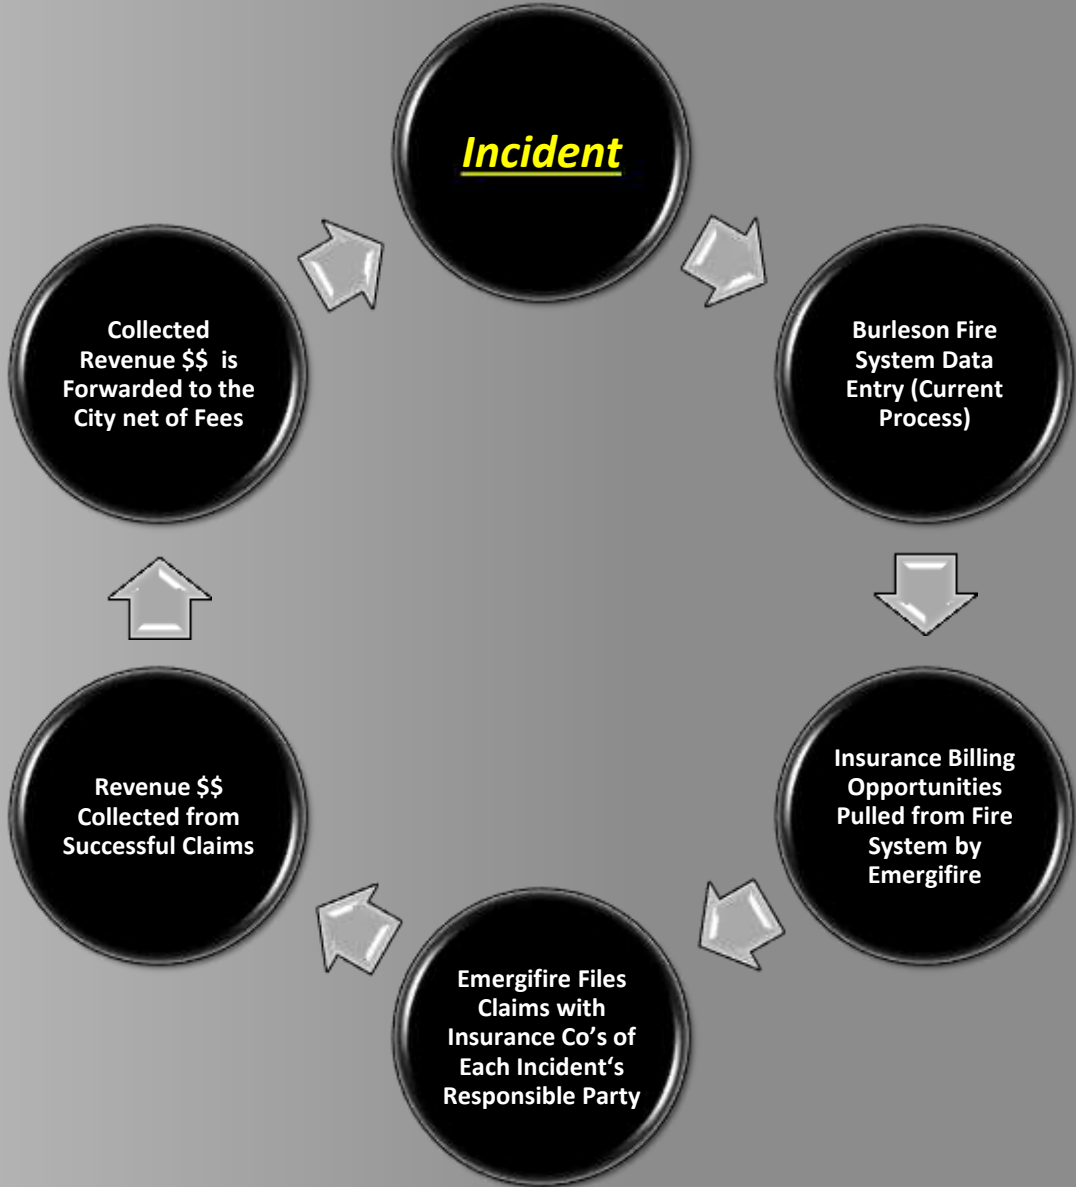 Incident
Burleson Fire
System Data
Entry (Current
Process)
Insurance Billing
Opportunities
Pulled from Fire
System by
Emergifire
Emergifire Files
Claims with
Insurance Co’s of
Each Incident‘s
Responsible Party
Revenue $$
Collected from
Successful Claims
Collected
Revenue $$  is
Forwarded to the
City net of Fees